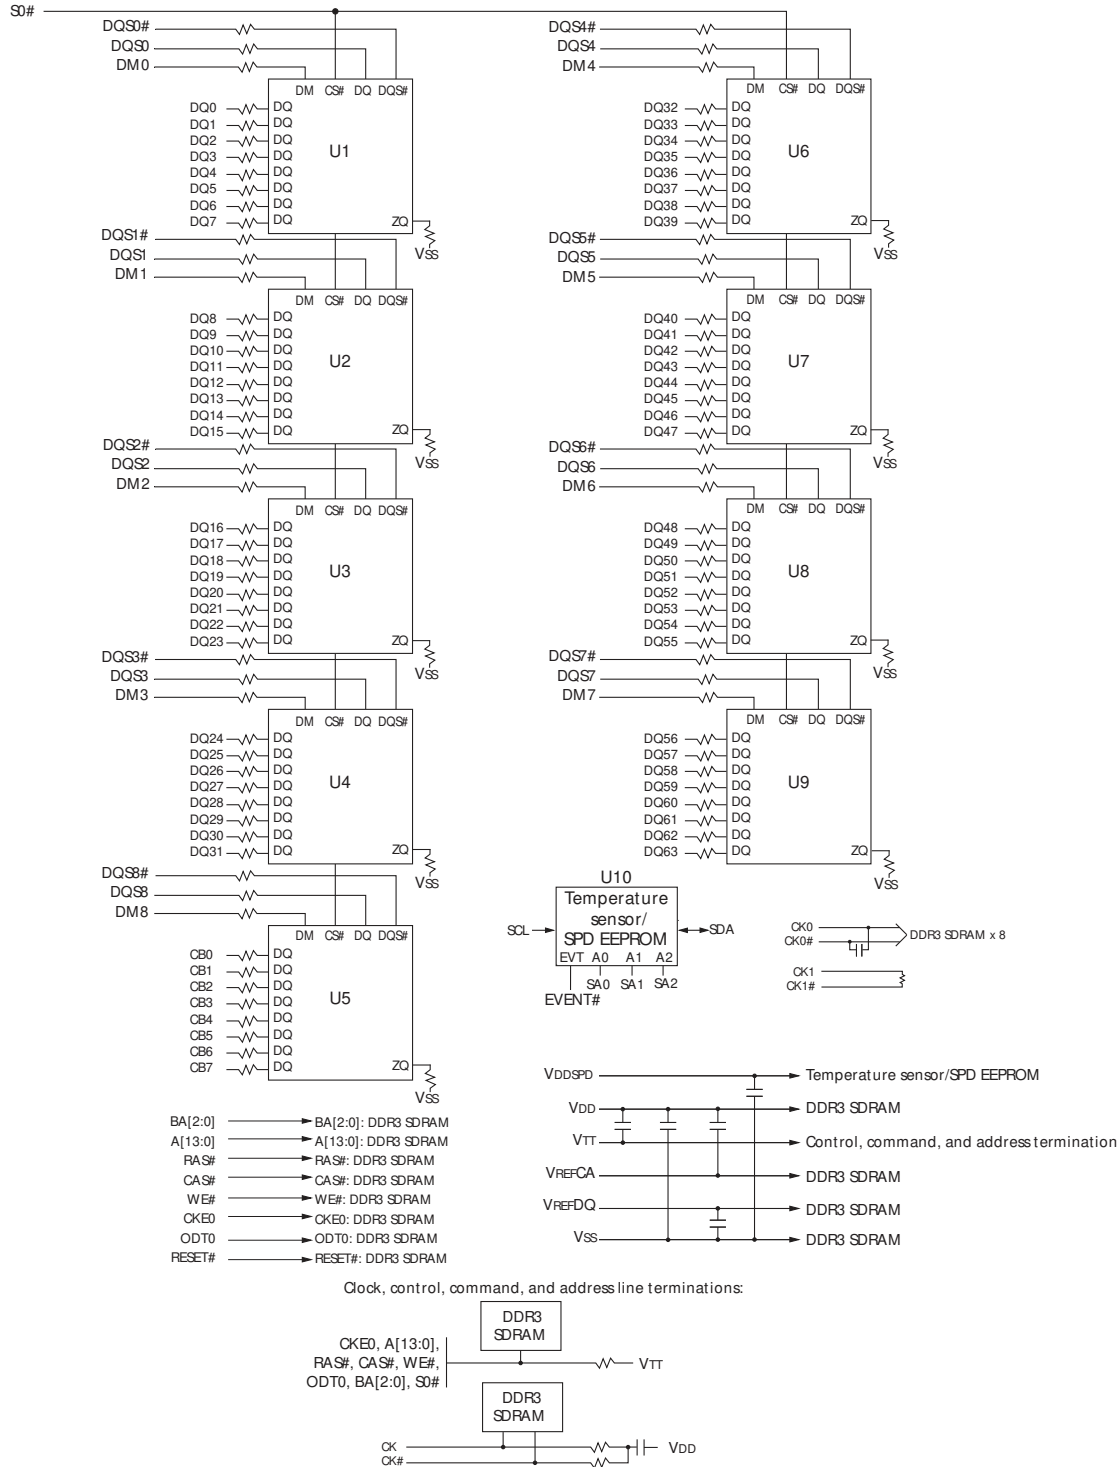 S0#
DQS0#
DQS0
DM0
DM CS# DQ DQS#
DQ0 DQ
DQ1 DQ
DQ2 DQ
DQ3 DQ
DQ4 DQ
DQ5 DQ
DQ6 DQ
DQ7 DQ
U1
ZQ
VSS
DQS1#
DQS1
DM1
DM CS# DQ DQS#
DQ8 DQ
DQ9 DQ
DQ10 DQ
DQ11 DQ
DQ12 DQ
DQ13 DQ
DQ14 DQ
DQ15 DQ
U2
ZQ
VSS
DQS2#
DQS2
DM2
DM CS# DQ DQS#
DQ16 DQ
DQ17 DQ
DQ18 DQ
DQ19 DQ
DQ20 DQ
DQ21 DQ
DQ22 DQ
DQ23 DQ
U3
ZQ
VSS
DQS3#
DQS3
DM3
DM CS# DQ DQS#
DQ24 DQ
DQ25 DQ
DQ26 DQ
DQ27 DQ
DQ28 DQ
DQ29 DQ
DQ30 DQ
DQ31 DQ
U4
ZQ
VSS
DQS8#
DQS8
DM8
DM CS# DQ DQS#
CB0 DQ
CB1 DQ
CB2 DQ
CB3 DQ
CB4 DQ
CB5 DQ
CB6 DQ
CB7 DQ
U5
ZQ
VSS
DQS4#
DQS4
DM4
DM CS# DQ DQS#
DQ32 DQ
DQ33 DQ
DQ34 DQ
DQ35 DQ
DQ36 DQ
DQ37 DQ
DQ38 DQ
DQ39 DQ
U6
ZQ
VSS
DQS5#
DQS5
DM5
DM CS# DQ DQS#
DQ40 DQ
DQ41 DQ
DQ42 DQ
DQ43 DQ
DQ44 DQ
DQ45 DQ
DQ46 DQ
DQ47 DQ
U7
ZQ
VSS
DQS6#
DQS6
DM6
DM CS# DQ DQS#
DQ48 DQ
DQ49 DQ
DQ50 DQ
DQ51 DQ
DQ52 DQ
DQ53 DQ
DQ54 DQ
DQ55 DQ
U8
ZQ
VSS
DQS7#
DQS7
DM7
DM CS# DQ DQS#
DQ56 DQ
DQ57 DQ
DQ58 DQ
DQ59 DQ
DQ60 DQ
DQ61 DQ
DQ62 DQ
DQ63 DQ
U9
ZQ
VSS
U10
Temperature
sensor/
SPD EEPROM
SCL
SDA
EVT A0 A1 A2
SA0 SA1 SA2
EVENT#
CK0
CK0#
DDR3 SDRAM x 8
CK1
CK1#
BA[2:0] BA[2:0]: DDR3 SDRAM
A[13:0] A[13:0]: DDR3 SDRAM
RAS# RAS#: DDR3 SDRAM
CAS# CAS#: DDR3 SDRAM
WE# WE#: DDR3 SDRAM
CKE0 CKE0: DDR3 SDRAM
ODT0 ODT0: DDR3 SDRAM
RESET# RESET#: DDR3 SDRAM
VDDSPD Temperature sensor/SPD EEPROM
VDD DDR3 SDRAM
VTT Control, command, and address termination
VREFCA DDR3 SDRAM
VREFDQ DDR3 SDRAM
VSS DDR3 SDRAM
Clock, control, command, and address line terminations:
DDR3
SDRAM
CKE0, A[13:0],
RAS#, CAS#, WE#,
ODT0, BA[2:0], S0#
VTT
DDR3
SDRAM
CK
CK#
VDD